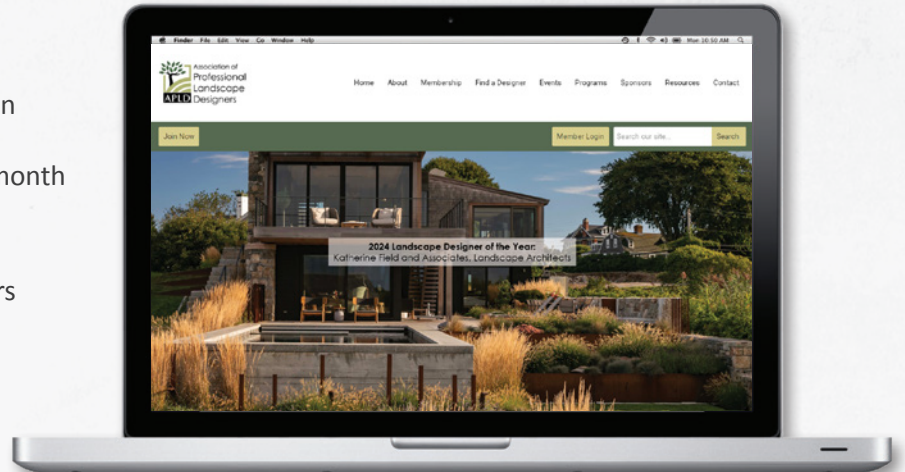 n
month
rs
Finder File Edit View Go Window Help
Mon 10:50 AM
Association of
Professional
Landscape
APLD Designers
Home About Membership Find a Designer Events Programs Sponsors Resources Contact
Join Now
Member Login Search our site... Search
2024 Landscape Designer of the Year:
Katherine Field and Associates, Landscape Architects